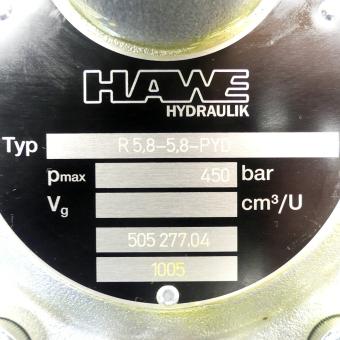 HAWE
HYDRAULIK
Typ R 5,8–5,8–PYD
pmax 450 bar
Vg cm³/U
505 277.04
1005